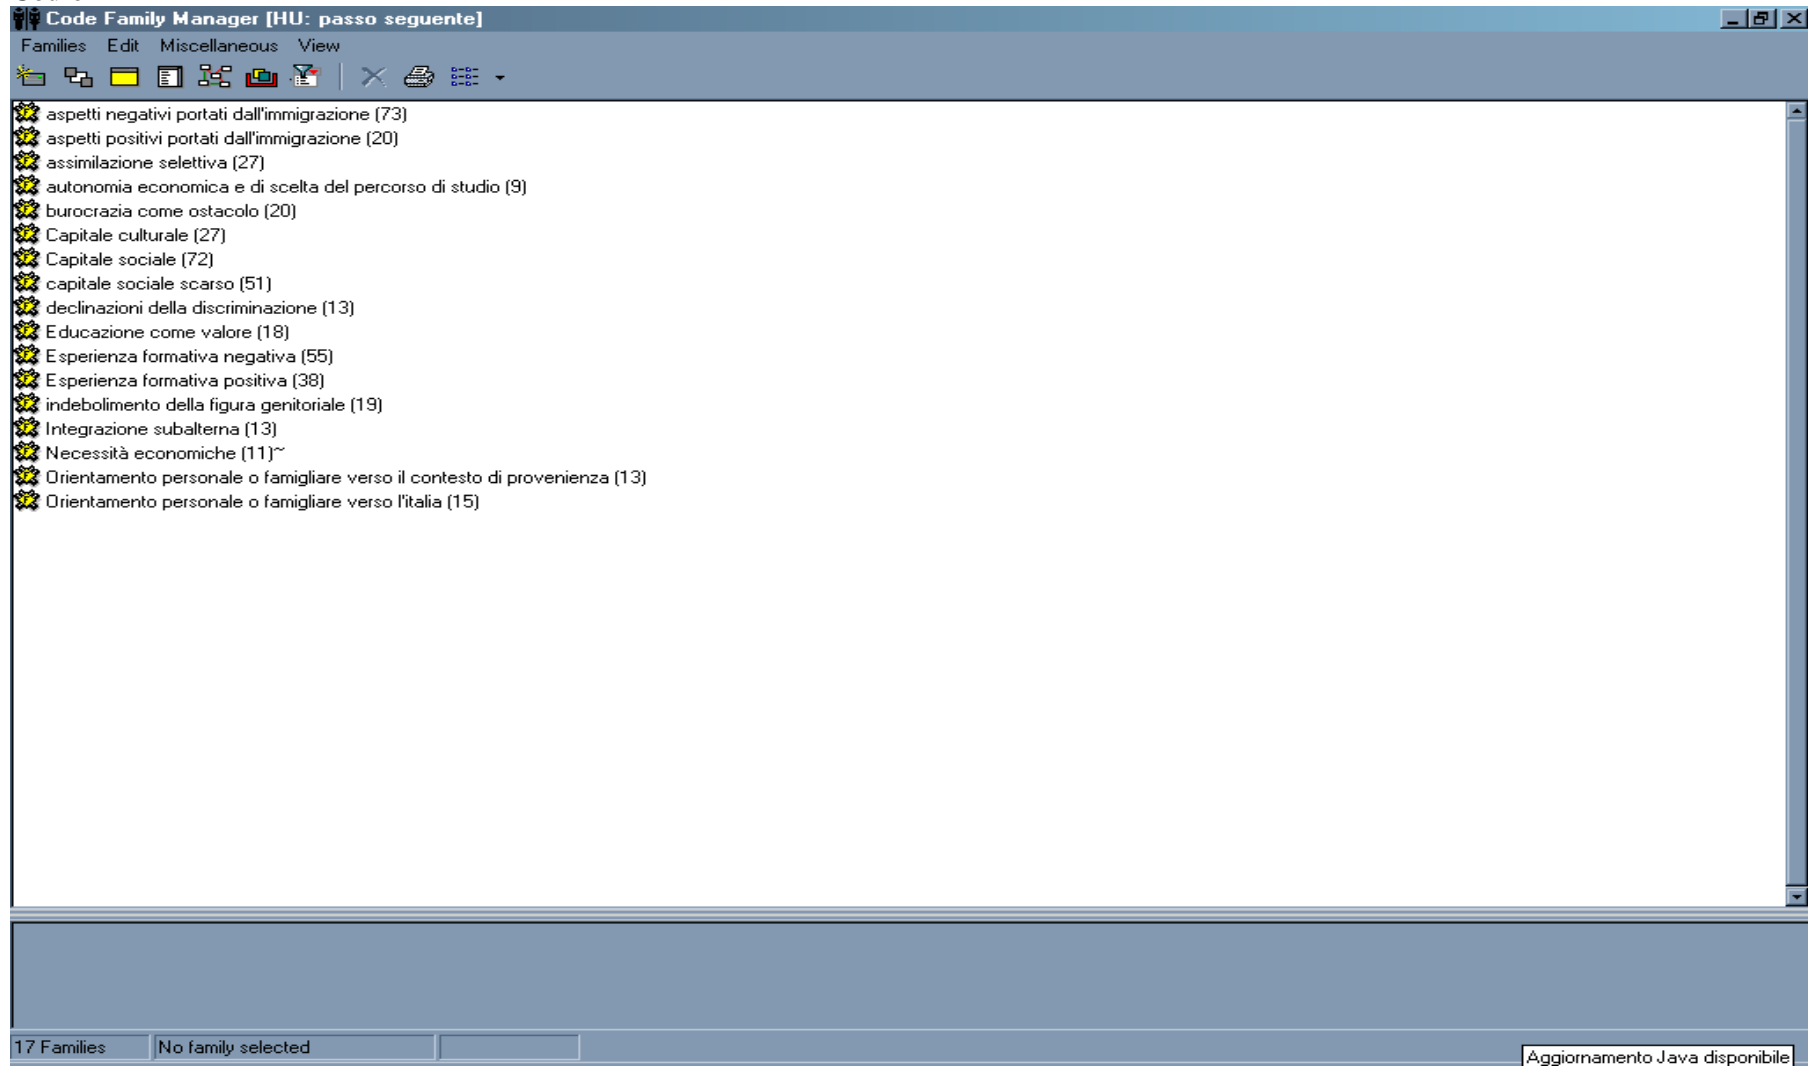 Code Family Manager [HU: passo seguente]
Families Edit Miscellaneous View
aspetti negativi portati dall'immigrazione (73)
aspetti positivi portati dall'immigrazione (20)
assimilazione selettiva (27)
autonomia economica e di scelta del percorso di studio (9)
burocrazia come ostacolo (20)
Capitale culturale (27)
Capitale sociale (72)
capitale sociale scarso (51)
declinazioni della discriminazione (13)
Educazione come valore (18)
Esperienza formativa negativa (55)
Esperienza formativa positiva (38)
indebolimento della figura genitoriale (19)
Integrazione subalterna (13)
Necessità economiche (11)~
Orientamento personale o famigliare verso il contesto di provenienza (13)
Orientamento personale o famigliare verso l'italia (15)
17 Families No family selected
Aggiornamento Java disponibile